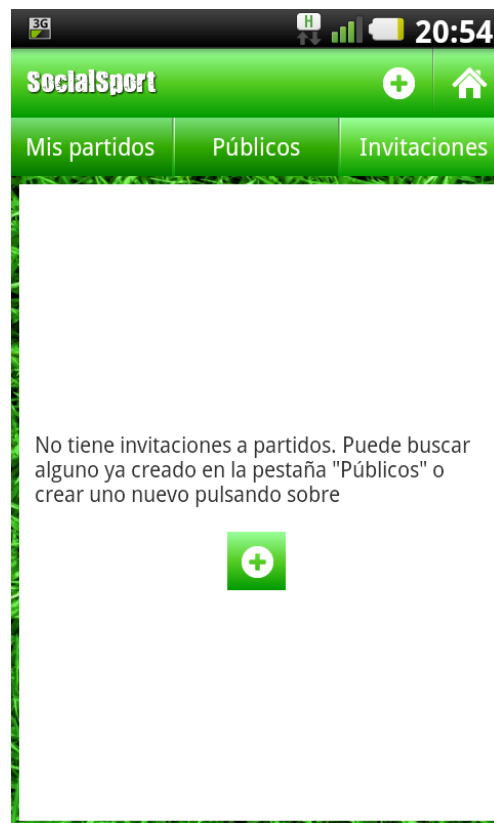 3G
H
20:54
SocialSport
Mis partidos Públicos Invitaciones
No tiene invitaciones a partidos. Puede buscar
alguno ya creado en la pestaña "Públicos" o
crear uno nuevo pulsando sobre